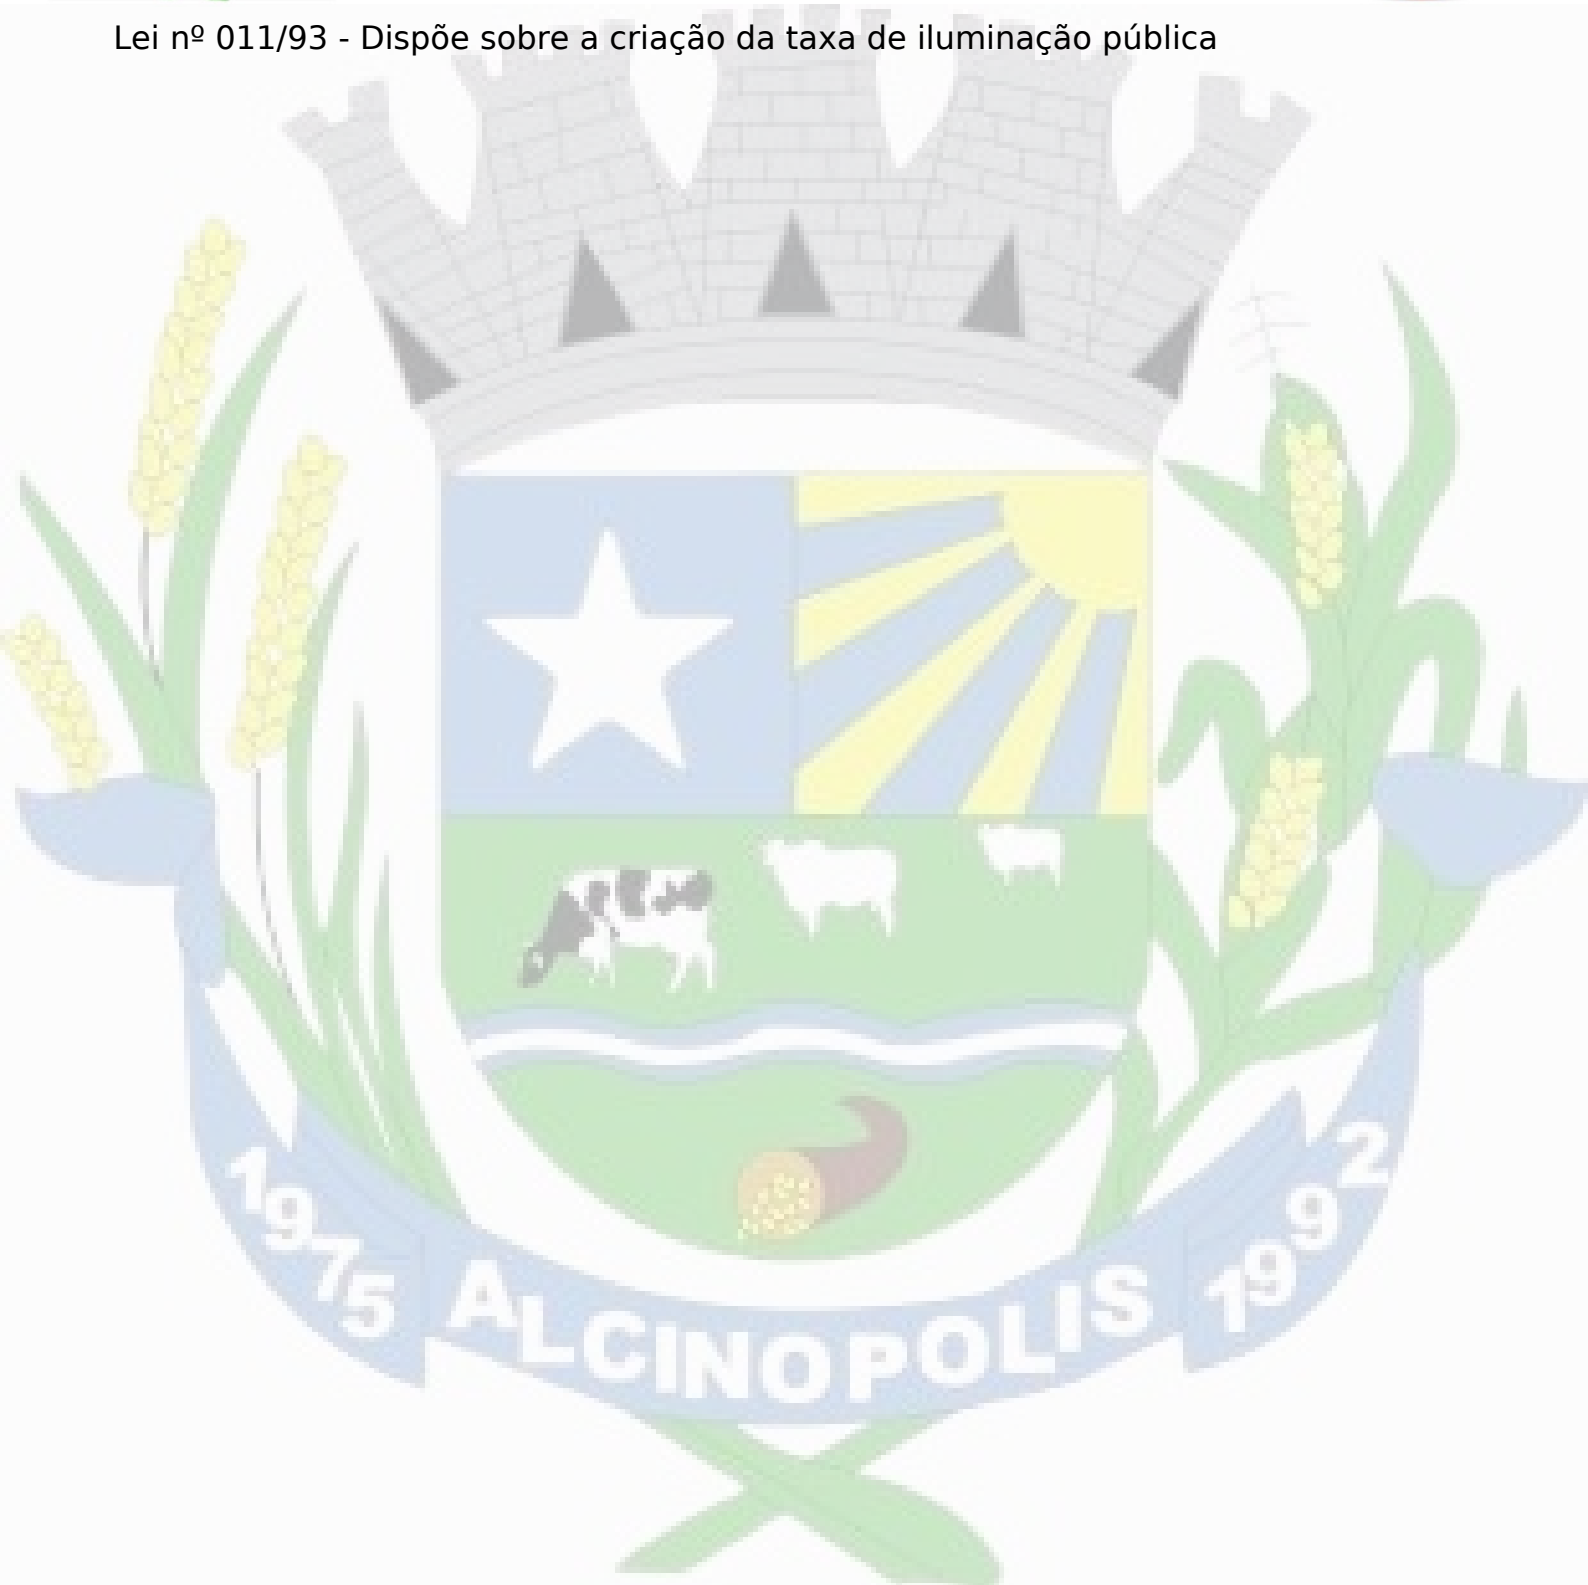 Lei nº 011/93 - Dispõe sobre a criação da taxa de iluminação pública
1975 ALCINOPOLIS 1992